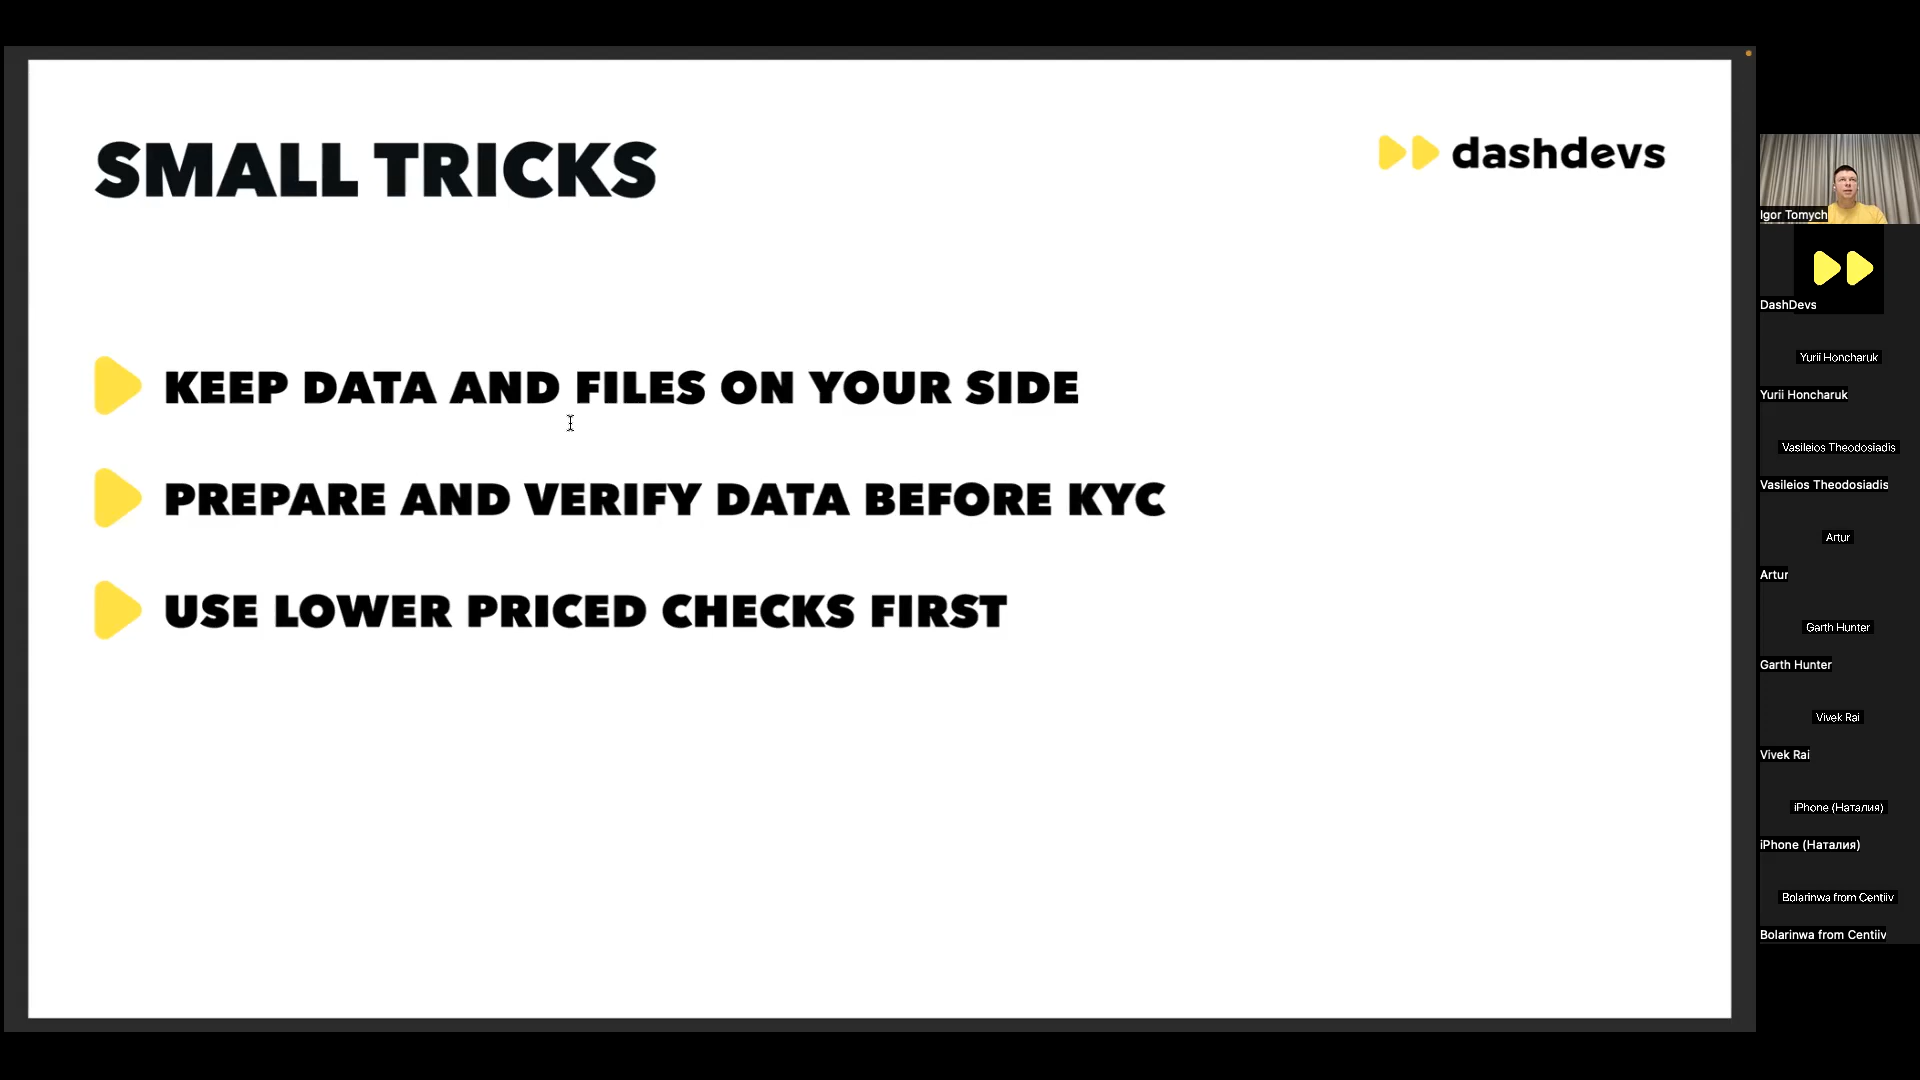 SMALL TRICKS
dashdevs
KEEP DATA AND FILES ON YOUR SIDE
PREPARE AND VERIFY DATA BEFORE KYC
USE LOWER PRICED CHECKS FIRST
Igor Tomych
DashDevs
Yurii Honcharuk
Yurii Honcharuk
Vasileios Theodosiadis
Vasileios Theodosiadis
Artur
Artur
Garth Hunter
Garth Hunter
Vivek Rai
Vivek Rai
iPhone (Наталия)
iPhone (Наталия)
Bolarinwa from Centiiv
Bolarinwa from Centiiv